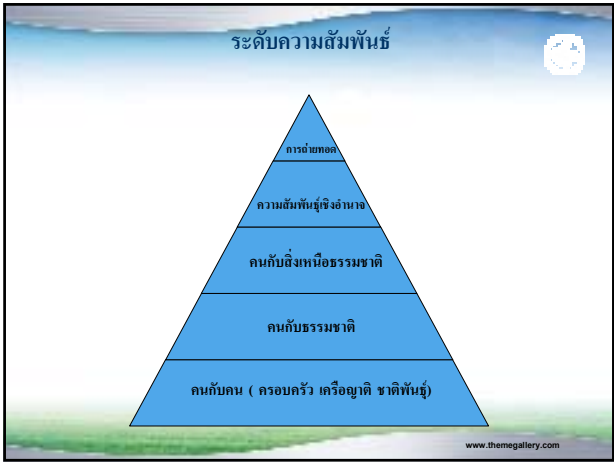 ระดับความสัมพันธ์
การถ่ายทอด
ความสัมพันธุ์เชิงอำนาจ
คนกับสิ่งเหนือธรรมชาติ
คนกับธรรมชาติ
คนกับคน ( ครอบครัว เครือญาติ ชาติพันธุ์)
www.themegallery.com